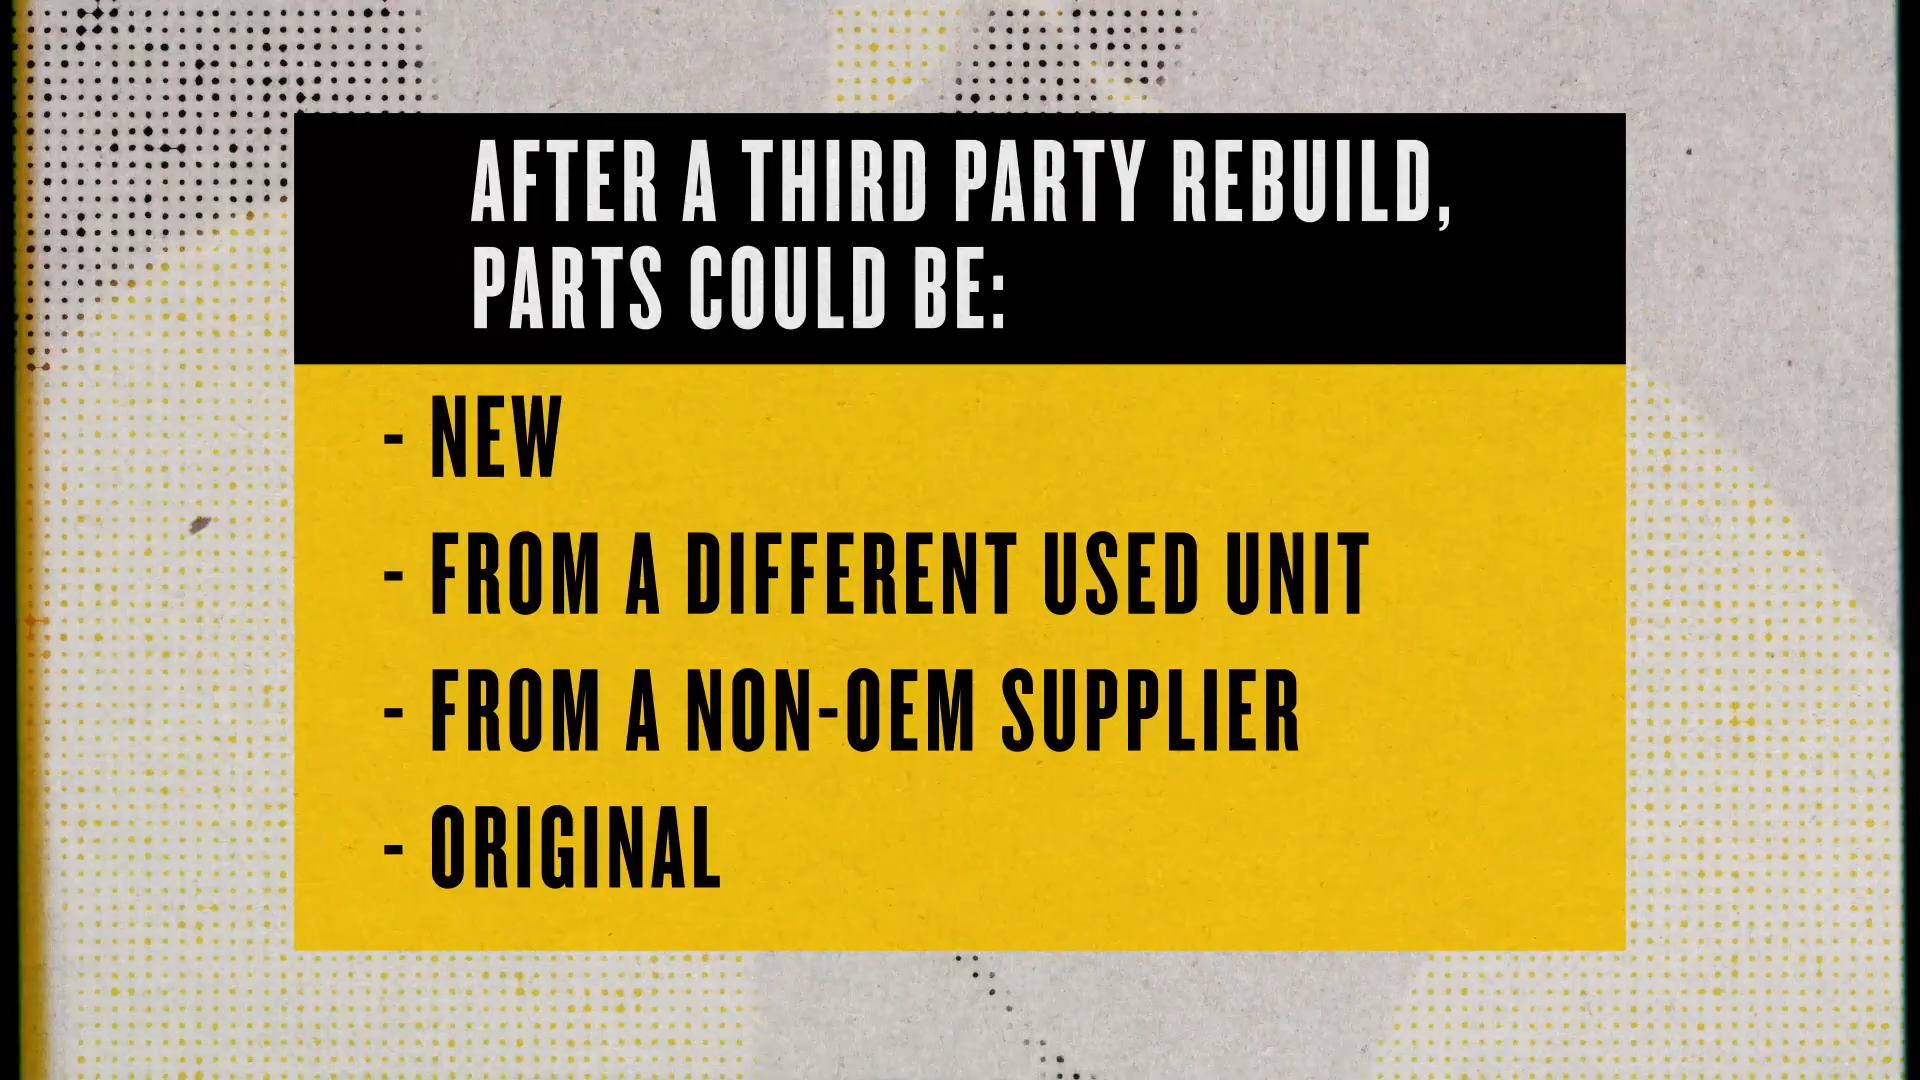 AFTER A THIRD PARTY REBUILD,
PARTS COULD BE:
- NEW
- FROM A DIFFERENT USED UNIT
- FROM A NON-OEM SUPPLIER
- ORIGINAL